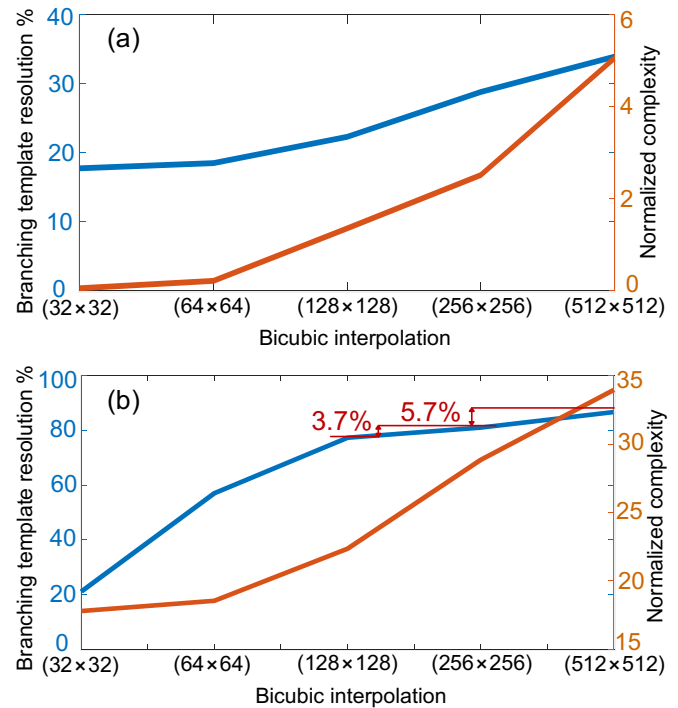 (a)
Branching template resolution %
40
30
20
10
0
6
4
2
0
Normalized complexity
(32×32) (64×64) (128×128) (256×256) (512×512)
Bicubic interpolation
(b)
Branching template resolution %
100
80
60
40
20
0
3.7% 5.7%
35
30
25
20
15
Normalized complexity
(32×32) (64×64) (128×128) (256×256) (512×512)
Bicubic interpolation